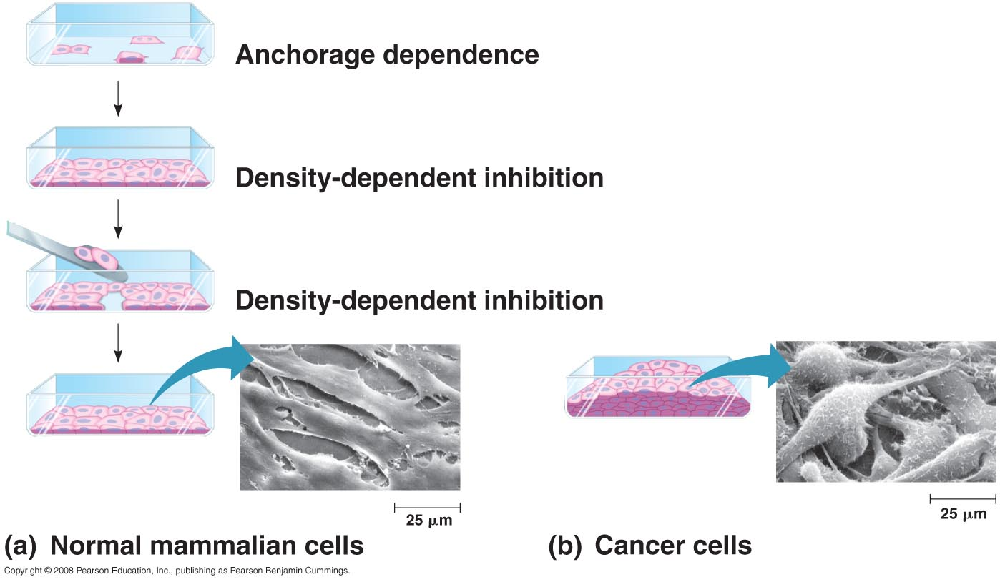 Anchorage dependence
Density-dependent inhibition
Density-dependent inhibition
25 μm
25 μm
(a) Normal mammalian cells
(b) Cancer cells
Copyright © 2008 Pearson Education, Inc., publishing as Pearson Benjamin Cummings.